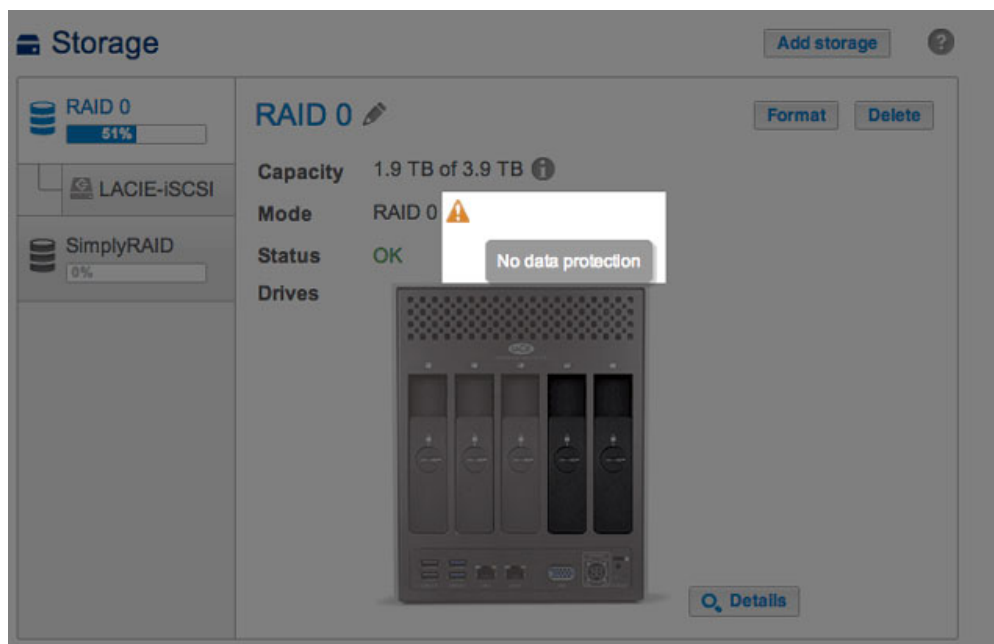 Storage
Add storage
?
RAID 0
51%
LACIE-iSCSI
SimplyRAID
0%
RAID 0
Format
Delete
Capacity 1.9 TB of 3.9 TB
Mode RAID 0
No data protection
Status OK
Drives
LACIE
Details